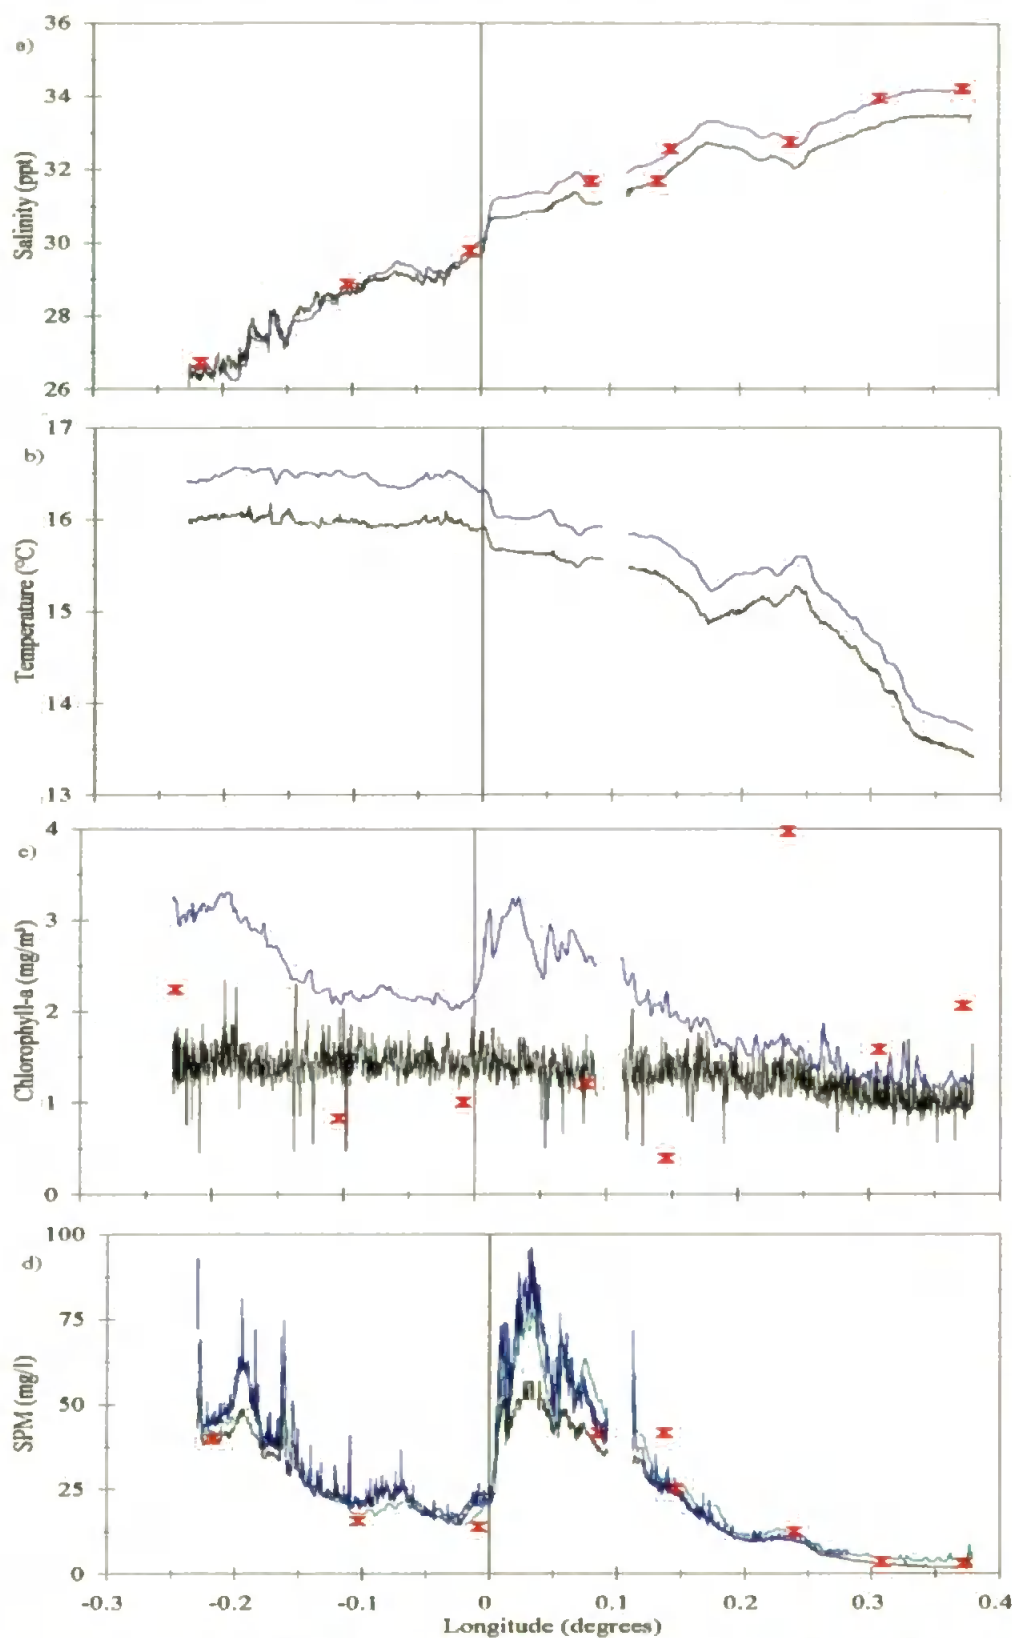 a)
36
34
32
30
28
26
Salinity (ppt)
b)
17
16
15
14
13
Temperature (°C)
c)
4
3
2
1
0
Chlorophyll-a (mg/m³)
d)
100
75
50
25
0
SPM (mg/l)
-0.3 -0.2 -0.1 0 0.1 0.2 0.3 0.4
Longitude (degrees)